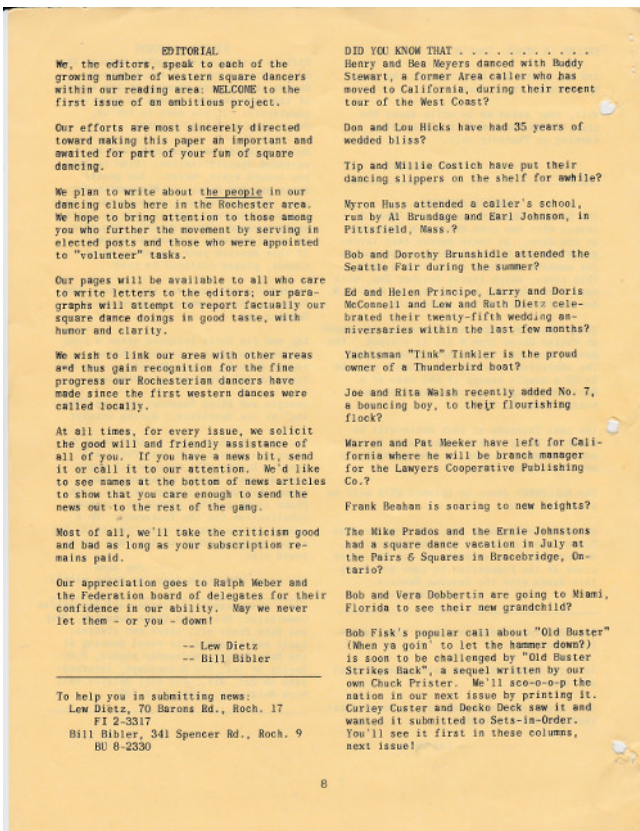 EDITORIAL
We, the editors, speak to each of the
growing number of western square dancers
within our reading area: WELCOME to the
first issue of an ambitious project.
Our efforts are most sincerely directed
toward making this paper an important and
awaited for part of your fun of square
dancing.
We plan to write about the people in our
dancing clubs here in the Rochester area.
We hope to bring attention to those among
you who further the movement by serving in
elected posts and those who were appointed
to "volunteer" tasks.
Our pages will be available to all who care
to write letters to the editors; our para-
graphs will attempt to report factually our
square dance doings in good taste, with
humor and clarity.
We wish to link our area with other areas
and thus gain recognition for the fine
progress our Rochesterian dancers have
made since the first western dances were
called locally.
At all times, for every issue, we solicit
the good will and friendly assistance of
all of you. If you have a news bit, send
it or call it to our attention. We'd like
to see names at the bottom of news articles
to show that you care enough to send the
news out to the rest of the gang.
Most of all, we'll take the criticism good
and bad as long as your subscription re-
mains paid.
Our appreciation goes to Ralph Weber and
the Federation board of delegates for their
confidence in our ability. May we never
let them - or you - down!
-- Lew Dietz
-- Bill Bibler
To help you in submitting news:
Lew Dietz, 70 Barons Rd., Roch. 17
FI 2-3317
Bill Bibler, 341 Spencer Rd., Roch. 9
BU 8-2330
DID YOU KNOW THAT . . . . . . . . . . .
Henry and Bea Meyers danced with Buddy
Stewart, a former Area caller who has
moved to California, during their recent
tour of the West Coast?
Don and Lou Hicks have had 35 years of
wedded bliss?
Tip and Millie Costich have put their
dancing slippers on the shelf for awhile?
Myron Huss attended a caller's school,
run by Al Brundage and Earl Johnson, in
Pittsfield, Mass.?
Bob and Dorothy Brunshidle attended the
Seattle Fair during the summer?
Ed and Helen Principe, Larry and Doris
McConnell and Lew and Ruth Dietz cele-
brated their twenty-fifth wedding an-
niversaries within the last few months?
Yachtsman "Tink" Tinkler is the proud
owner of a Thunderbird boat?
Joe and Rita Walsh recently added No. 7,
a bouncing boy, to their flourishing
flock?
Warren and Pat Meeker have left for Cali-
fornia where he will be branch manager
for the Lawyers Cooperative Publishing
Co.?
Frank Beahan is soaring to new heights?
The Mike Prados and the Ernie Johnstons
had a square dance vacation in July at
the Pairs & Squares in Bracebridge, On-
tario?
Bob and Vera Dobbertin are going to Miami,
Florida to see their new grandchild?
Bob Fisk's popular call about "Old Buster"
(When ya goin' to let the hammer down?)
is soon to be challenged by "Old Buster
Strikes Back", a sequel written by our
own Chuck Prister. We'll sco-o-o-p the
nation in our next issue by printing it.
Curley Custer and Decko Deck saw it and
wanted it submitted to Sets-in-Order.
You'll see it first in these columns,
next issue!
8